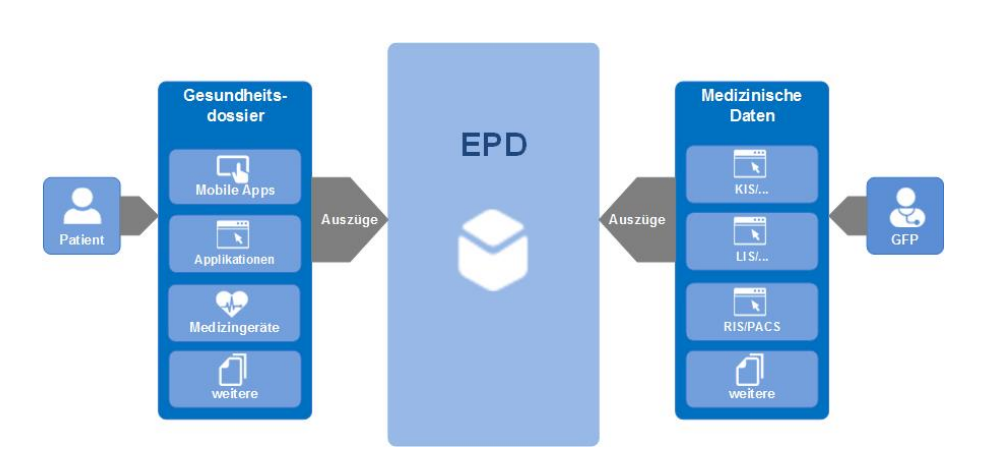 Patient
Gesundheits-
dossier
Mobile Apps
Applikationen
Medizingeräte
weitere
Auszüge
EPD
Auszüge
Medizinische
Daten
KIS/...
LIS/...
RIS/PACS
weitere
GFP